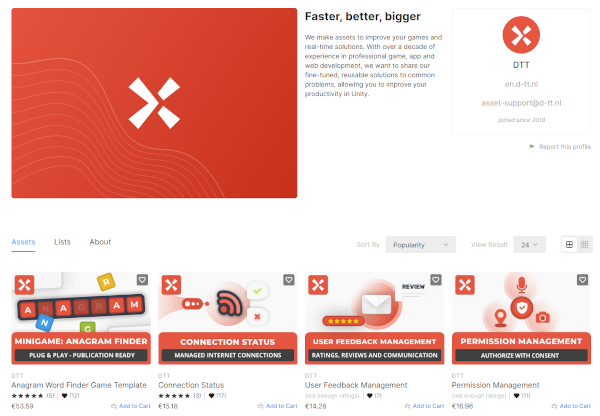 Faster, better, bigger
We make assets to improve your games and
real-time solutions. With over a decade of
experience in professional game, app and
web development, we want to share our
fine-tuned, reusable solutions to common
problems, allowing you to improve your
productivity in Unity.
DTT
en.d-tt.nl
asset-support@d-tt.nl
joined since 2018
Report this profile
Assets Lists About
Sort By Popularity View Result 24
R
A N A G R A M
N G
MINIGAME: ANAGRAM FINDER
PLUG & PLAY - PUBLICATION READY
CONNECTION STATUS
MANAGED INTERNET CONNECTIONS
REVIEW
USER FEEDBACK MANAGEMENT
RATINGS, REVIEWS AND COMMUNICATION
PERMISSION MANAGEMENT
AUTHORIZE WITH CONSENT
DTT
Anagram Word Finder Game Template
★★★★★ (5) | ♥ (12)
€53.59 Add to Cart
DTT
Connection Status
★★★★★ (3) | ♥ (17)
€15.18 Add to Cart
DTT
User Feedback Management
(not enough ratings) | ♥ (7)
€14.28 Add to Cart
DTT
Permission Management
(not enough ratings) | ♥ (11)
€16.96 Add to Cart